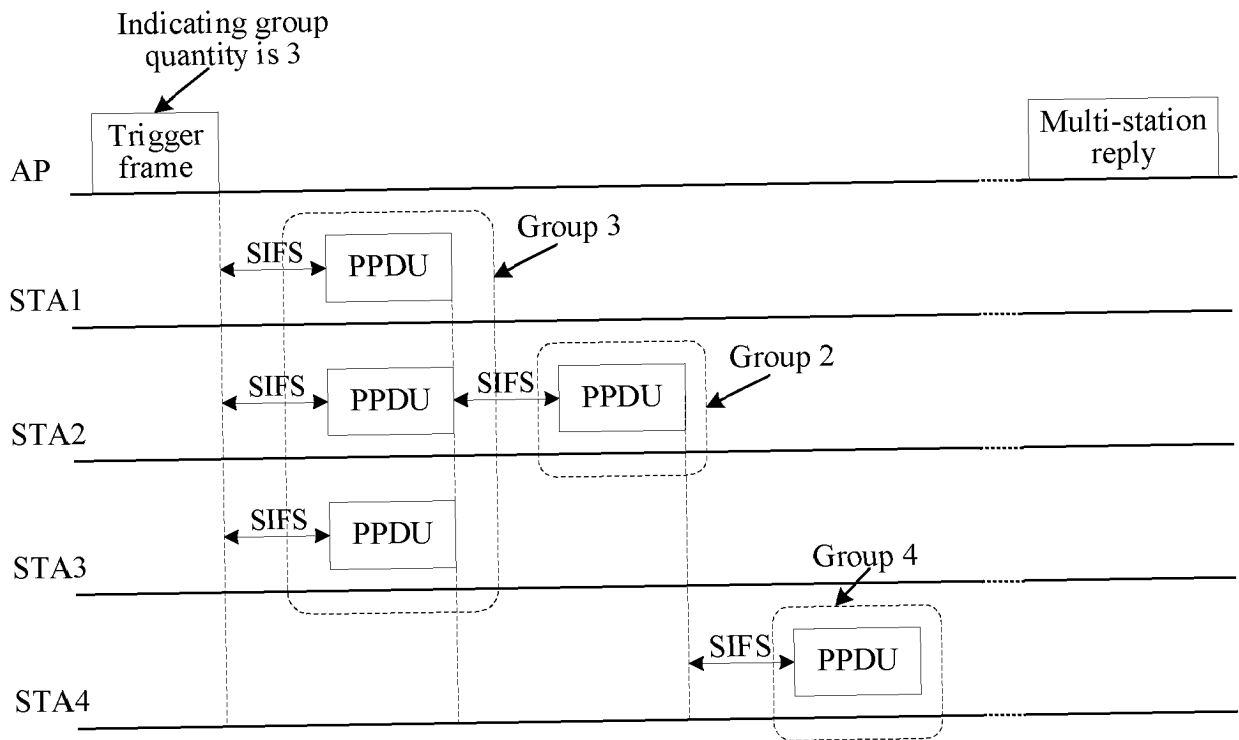 Indicating group
quantity is 3
Trigger
frame
Multi-station
reply
AP
Group 3
SIFS
PPDU
STA1
Group 2
SIFS
PPDU
SIFS
PPDU
STA2
SIFS
PPDU
STA3
Group 4
SIFS
PPDU
STA4